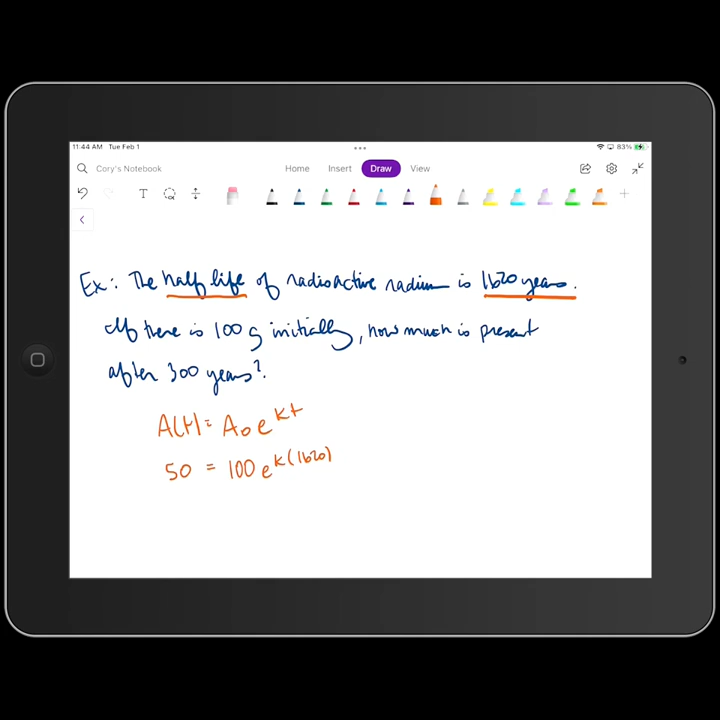 11:44 AM Tue Feb 1
83%
Cory's Notebook
Home Insert Draw View
T
Ex: The half life of radioactive radium is 1620 years.
If there is 100 g initially, how much is present
after 300 years?
A(t) = A₀ e^{kt}
50 = 100 e^{k(1620)}